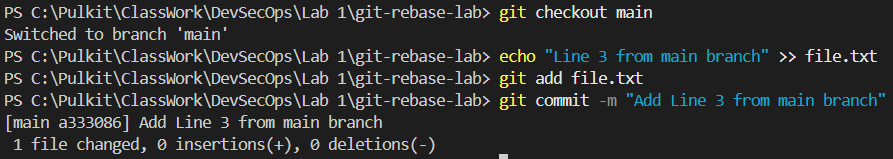 PS C:\Pulkit\ClassWork\DevSecOps\Lab 1\git-rebase-lab> git checkout main
Switched to branch 'main'
PS C:\Pulkit\ClassWork\DevSecOps\Lab 1\git-rebase-lab> echo "Line 3 from main branch" >> file.txt
PS C:\Pulkit\ClassWork\DevSecOps\Lab 1\git-rebase-lab> git add file.txt
PS C:\Pulkit\ClassWork\DevSecOps\Lab 1\git-rebase-lab> git commit -m "Add Line 3 from main branch"
[main a333086] Add Line 3 from main branch
 1 file changed, 0 insertions(+), 0 deletions(-)